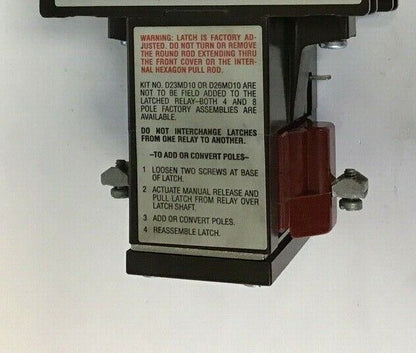 WARNING: LATCH IS FACTORY AD-
JUSTED. DO NOT TURN OR REMOVE
THE ROUND ROD EXTENDING THRU
THE FRONT COVER OR THE INTER-
NAL HEXAGON PULL ROD.
KIT NO. D23MD10 OR D26MD10 ARE
NOT TO BE FIELD ADDED TO THE
LATCHED RELAY–BOTH 4 AND 8
POLE FACTORY ASSEMBLIES ARE
AVAILABLE.
DO NOT INTERCHANGE LATCHES
FROM ONE RELAY TO ANOTHER.
–TO ADD OR CONVERT POLES–
1 LOOSEN TWO SCREWS AT BASE
OF LATCH.
2 ACTUATE MANUAL RELEASE AND
PULL LATCH FROM RELAY OVER
LATCH SHAFT.
3 ADD OR CONVERT POLES.
4 REASSEMBLE LATCH.